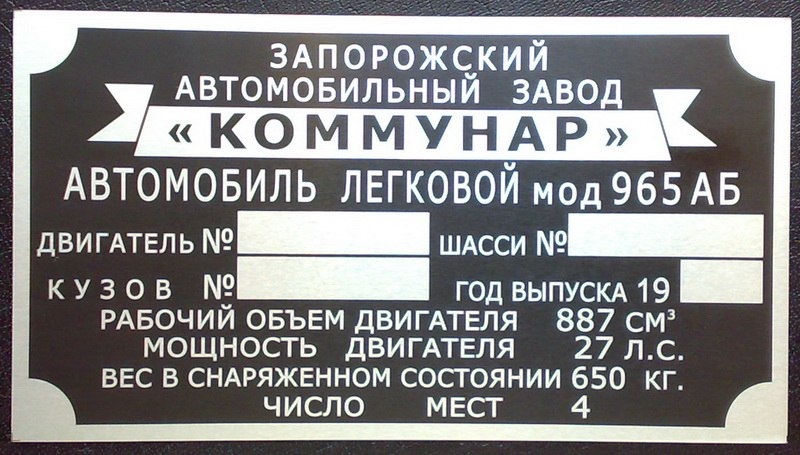 ЗАПОРОЖСКИЙ
АВТОМОБИЛЬНЫЙ ЗАВОД
«КОММУНАР»
АВТОМОБИЛЬ ЛЕГКОВОЙ мод 965 АБ
ДВИГАТЕЛЬ № ШАССИ №
КУЗОВ № ГОД ВЫПУСКА 19
РАБОЧИЙ ОБЪЕМ ДВИГАТЕЛЯ 887 СМ³
МОЩНОСТЬ ДВИГАТЕЛЯ 27 Л.С.
ВЕС В СНАРЯЖЕННОМ СОСТОЯНИИ 650 КГ.
ЧИСЛО МЕСТ 4